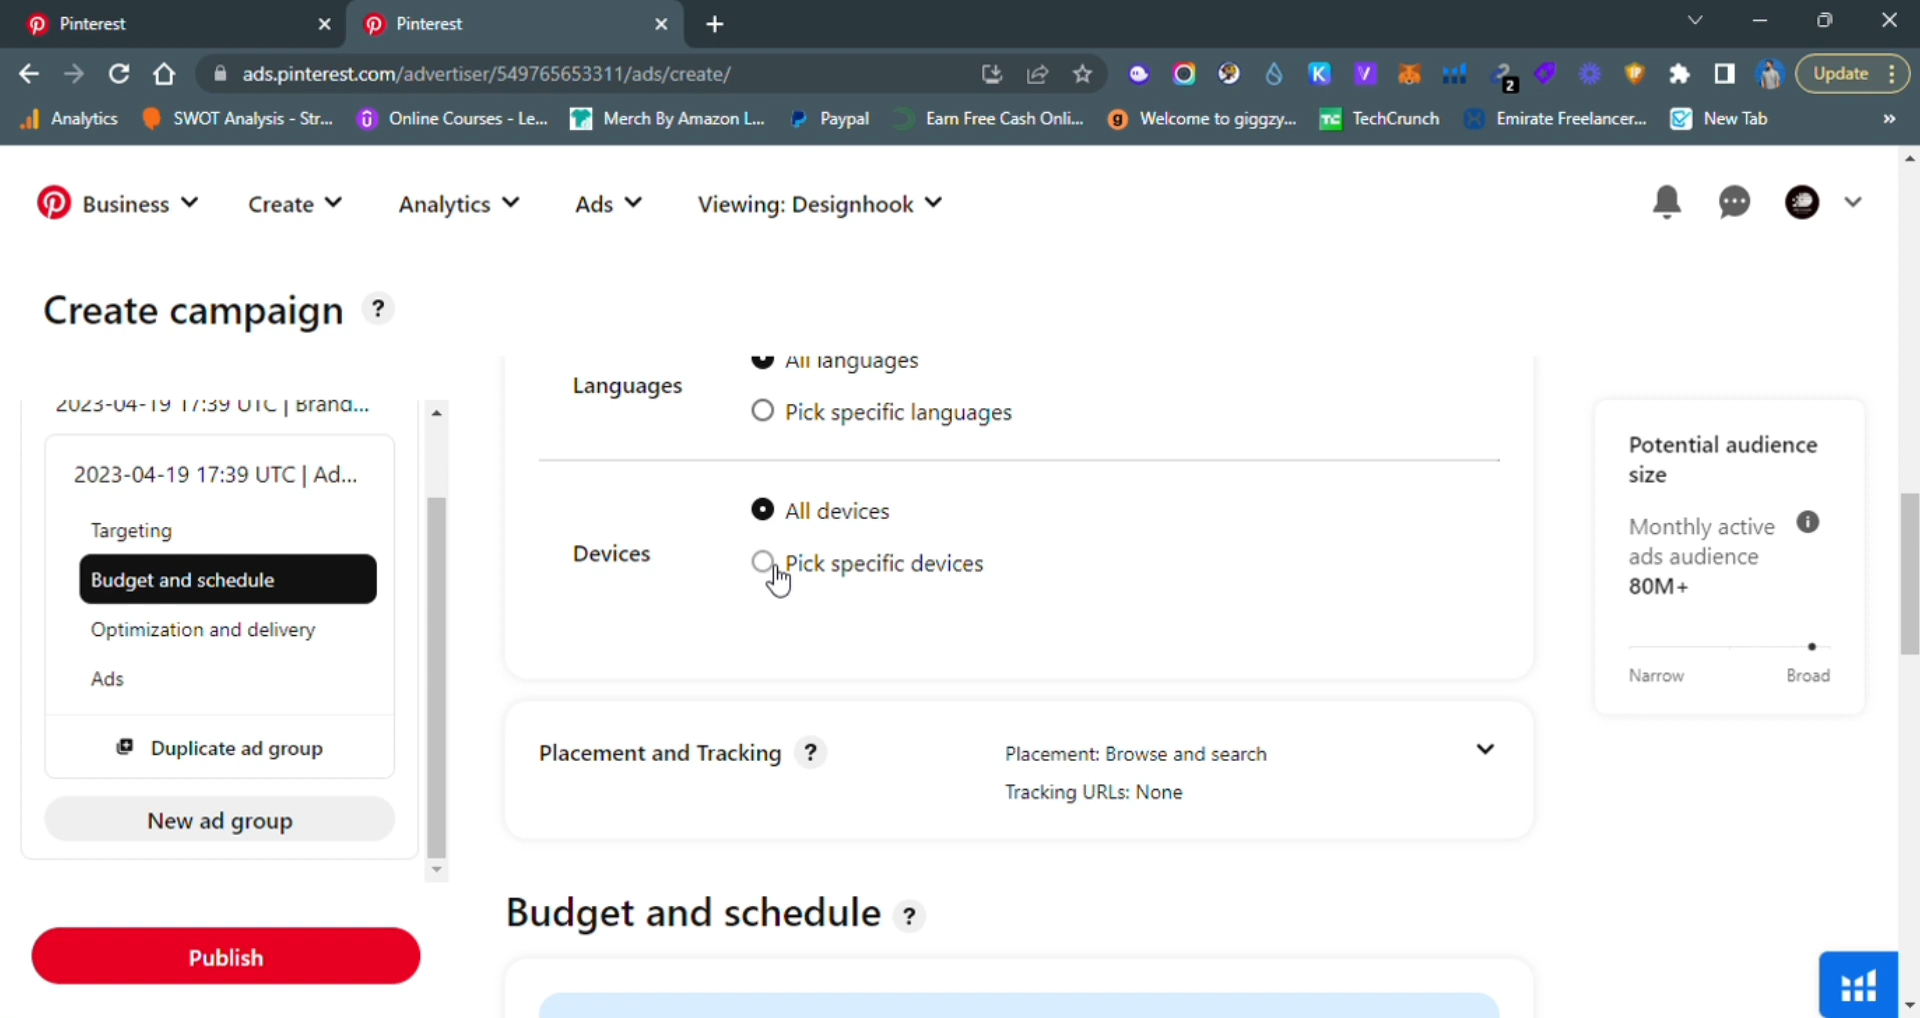 Pinterest
Pinterest
ads.pinterest.com/advertiser/549765653311/ads/create/
2
Update
Analytics
SWOT Analysis - Str...
Online Courses - Le...
Merch By Amazon L...
Paypal
Earn Free Cash Onli...
Welcome to giggzy...
TechCrunch
Emirate Freelancer...
New Tab
»
Business
Create
Analytics
Ads
Viewing: Designhook
Create campaign ?
2023-04-19 17:39 UTC | Brand...
2023-04-19 17:39 UTC | Ad...
Targeting
Budget and schedule
Optimization and delivery
Ads
Duplicate ad group
New ad group
Publish
Languages
All languages
Pick specific languages
Devices
All devices
Pick specific devices
Placement and Tracking ?
Placement: Browse and search
Tracking URLs: None
Budget and schedule ?
Potential audience
size
Monthly active
ads audience
80M+
Narrow
Broad